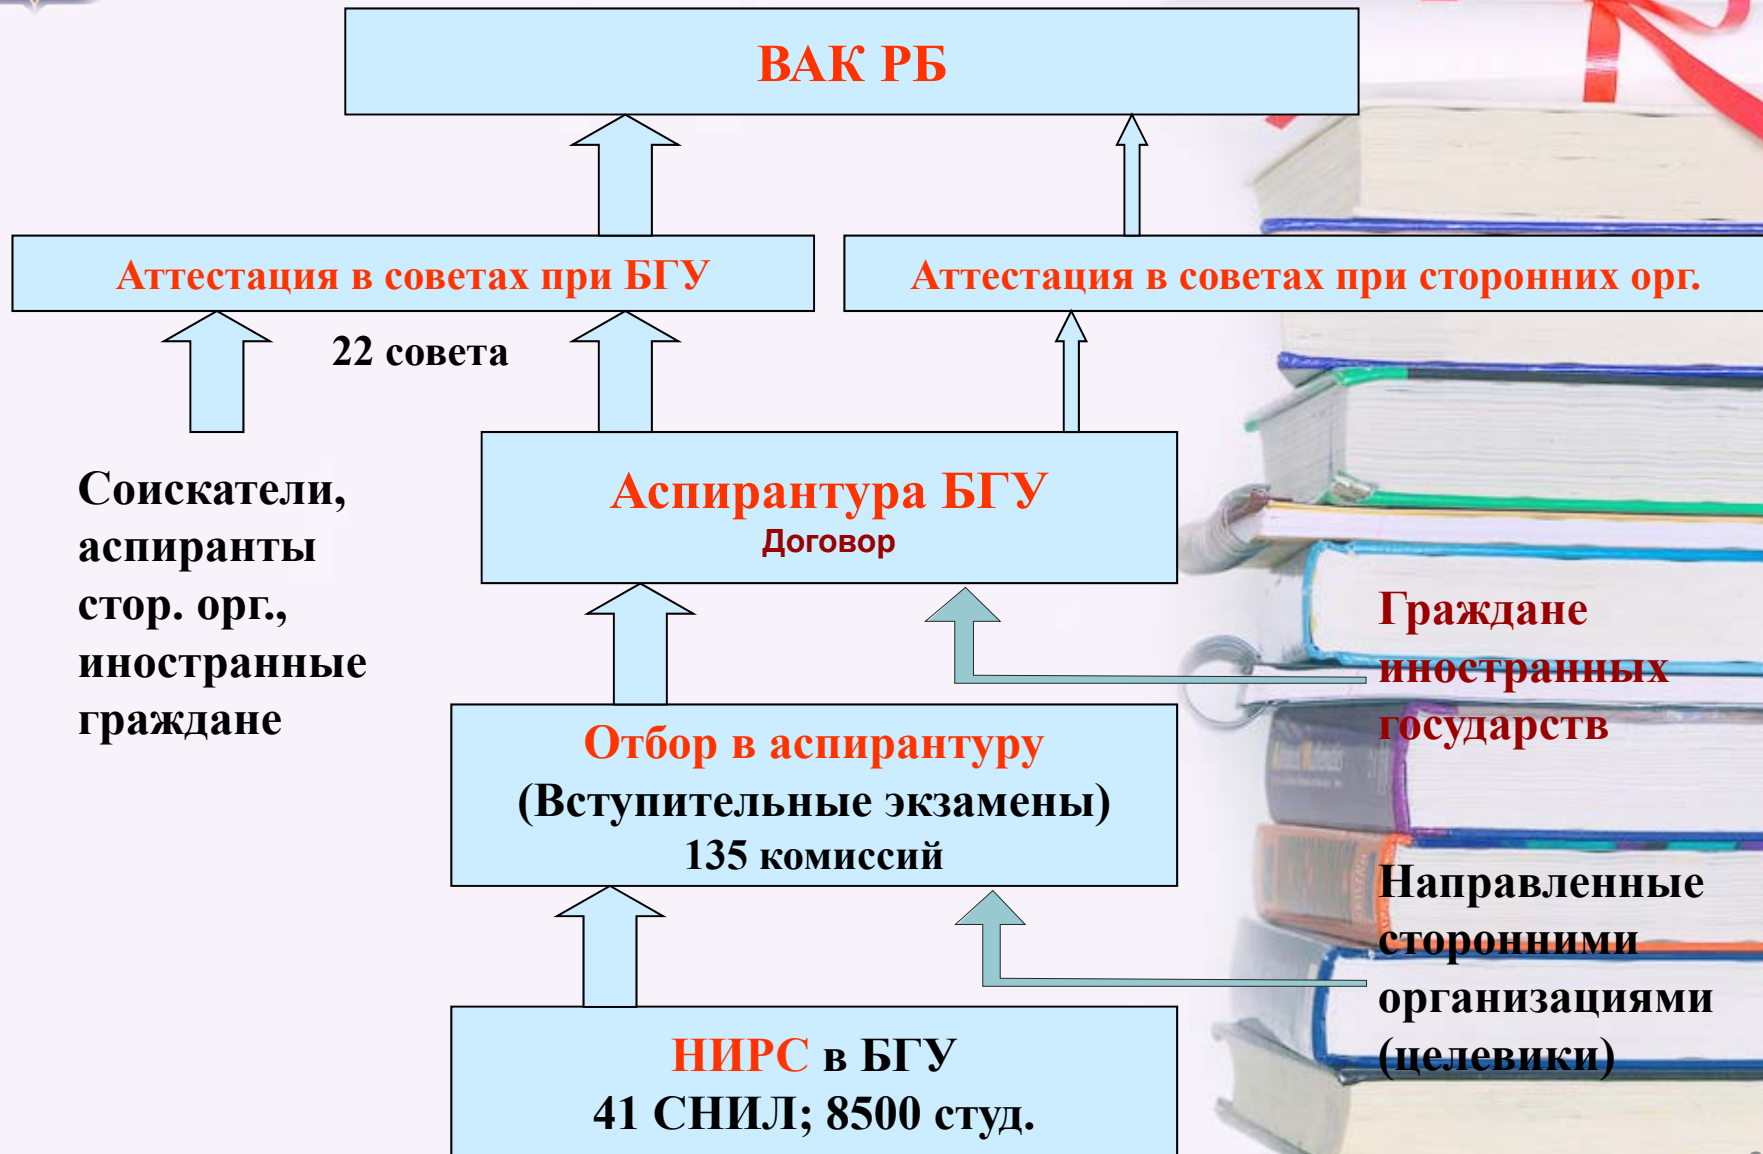 ВАК РБ
Аттестация в советах при БГУ
Аттестация в советах при сторонних орг.
22 совета
Соискатели,
аспиранты
стор. орг.,
иностранные
граждане
Аспирантура БГУ
Договор
Граждане
иностранных
государств
Отбор в аспирантуру
(Вступительные экзамены)
135 комиссий
Направленные
сторонними
организациями
(целевики)
НИРС в БГУ
41 СНИЛ; 8500 студ.